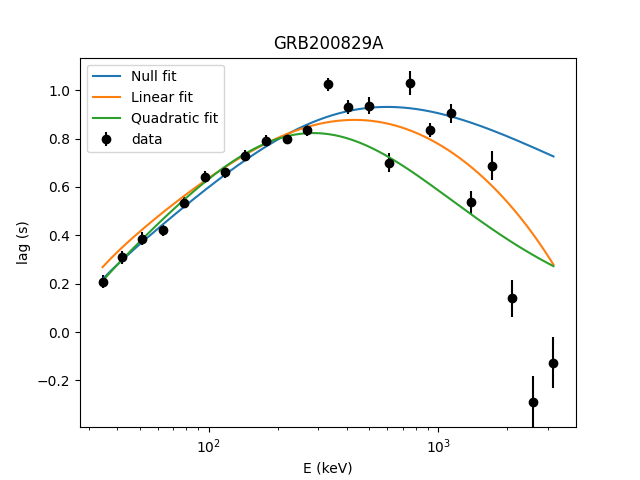 GRB200829A
Null fit
Linear fit
Quadratic fit
data
lag (s)
1.0
0.8
0.6
0.4
0.2
0.0
−0.2
10²
10³
E (keV)